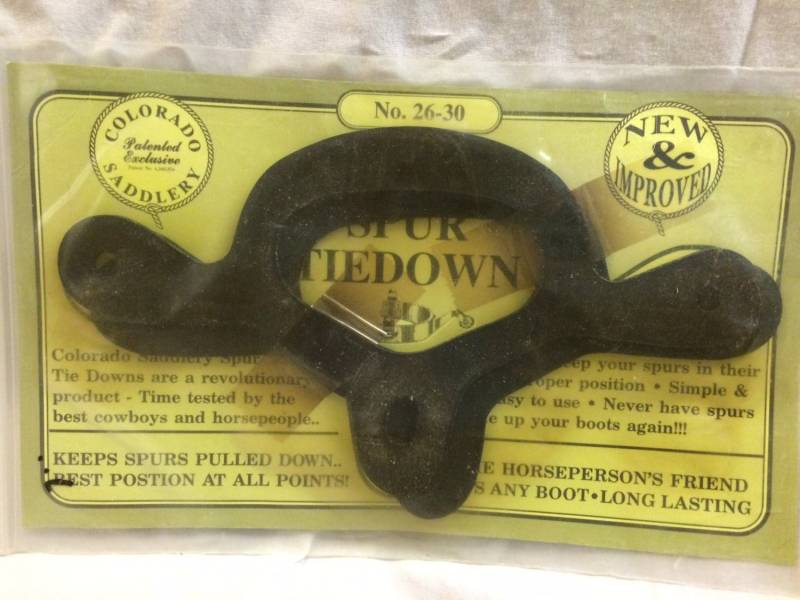 No. 26-30
COLORADO
SADDLERY
Patented
Exclusive
NEW
&
IMPROVED
SPUR
TIEDOWN
Colorado Saddlery Spur
Tie Downs are a revolutionary
product - Time tested by the
best cowboys and horsepeople..
KEEPS SPURS PULLED DOWN..
BEST POSTION AT ALL POINTS!
eep your spurs in their
oper position • Simple &
asy to use • Never have spurs
e up your boots again!!!
E HORSEPERSON'S FRIEND
S ANY BOOT•LONG LASTING